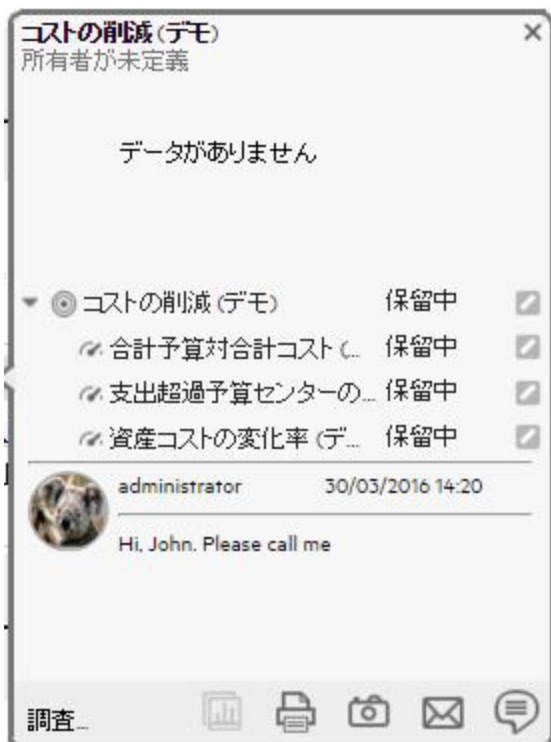 コストの削減 (デモ)
所有者が未定義
データがありません
コストの削減 (デモ) 保留中
合計予算対合計コスト (... 保留中
支出超過予算センターの... 保留中
資産コストの変化率 (デ... 保留中
administrator 30/03/2016 14:20
Hi, John. Please call me
調査...